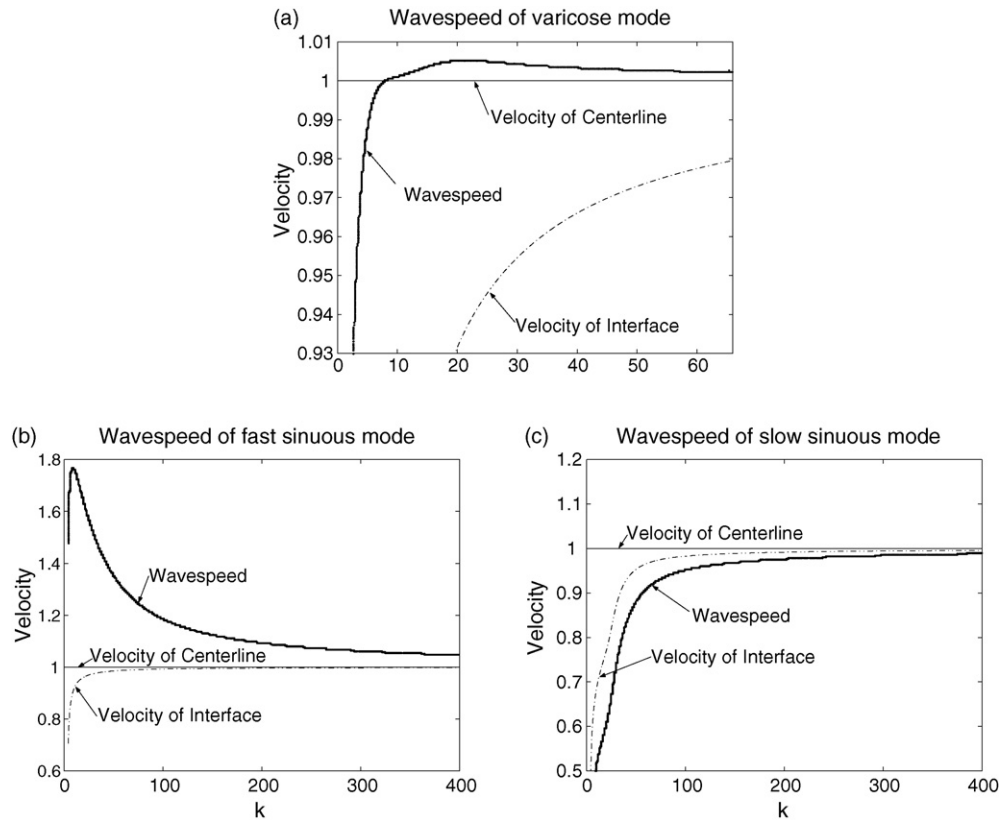 (a) Wavespeed of varicose mode
1.01
1
0.99
0.98
0.97
0.96
0.95
0.94
0.93
Velocity
Velocity of Centerline
Wavespeed
Velocity of Interface
0 10 20 30 40 50 60
(b) Wavespeed of fast sinuous mode
1.8
1.6
1.4
1.2
1
0.8
0.6
Velocity
Wavespeed
Velocity of Centerline
Velocity of Interface
0 100 200 300 400
k
(c) Wavespeed of slow sinuous mode
1.2
1.1
1
0.9
0.8
0.7
0.6
0.5
Velocity
Velocity of Centerline
Wavespeed
Velocity of Interface
0 100 200 300 400
k